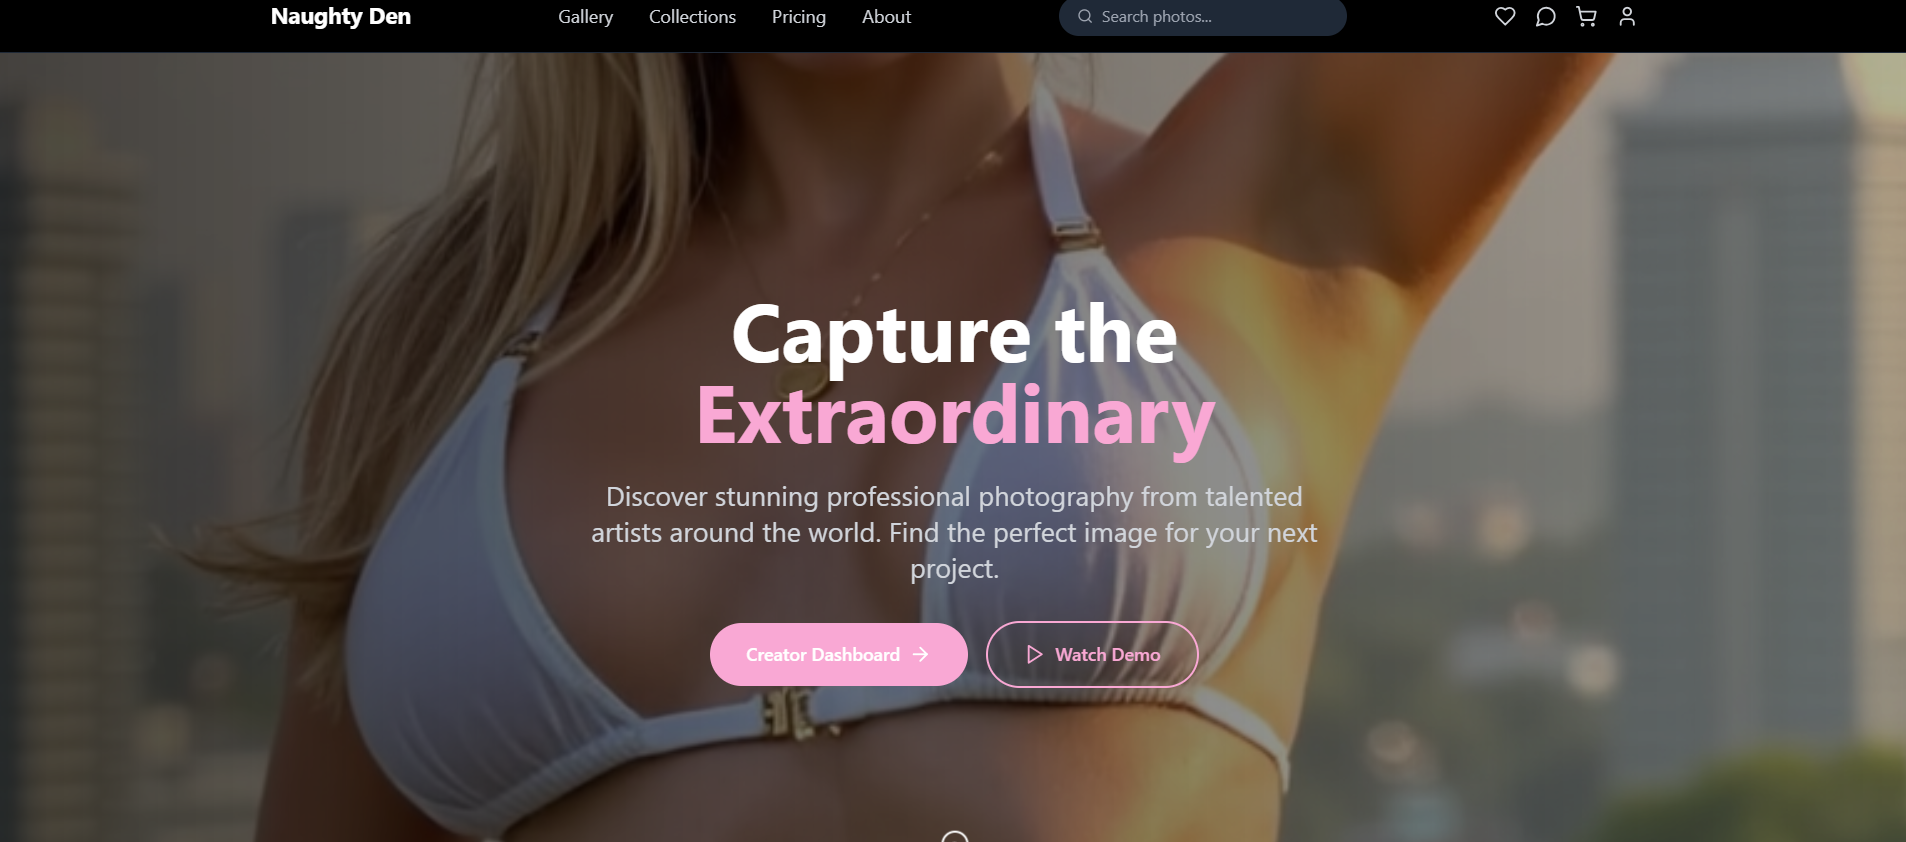 Naughty Den
Gallery
Collections
Pricing
About
Search photos...
Capture the
Extraordinary
Discover stunning professional photography from talented
artists around the world. Find the perfect image for your next
project.
Creator Dashboard
Watch Demo